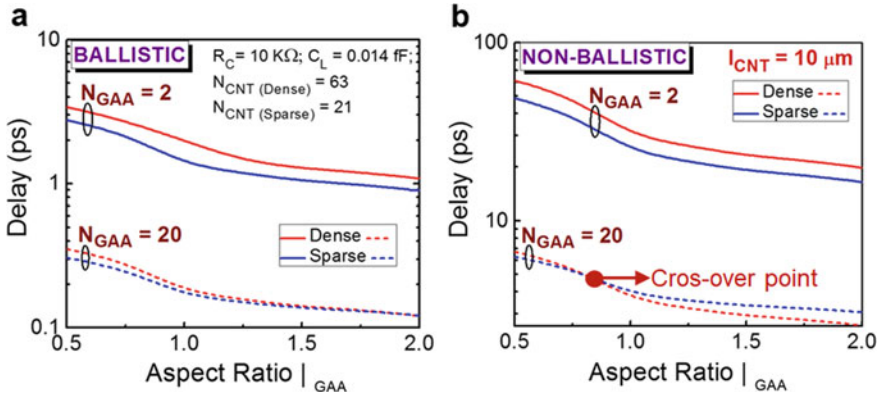 a
BALLISTIC
R_C= 10 KΩ; C_L = 0.014 fF;
N_CNT (Dense) = 63
N_CNT (Sparse) = 21
N_GAA = 2
N_GAA = 20
Dense
Sparse
Delay (ps)
10
1
0.1
0.5 1.0 1.5 2.0
Aspect Ratio |_GAA
b
NON-BALLISTIC
l_CNT = 10 μm
Dense
Sparse
N_GAA = 2
N_GAA = 20
Cros-over point
Delay (ps)
100
10
0.5 1.0 1.5 2.0
Aspect Ratio |_GAA